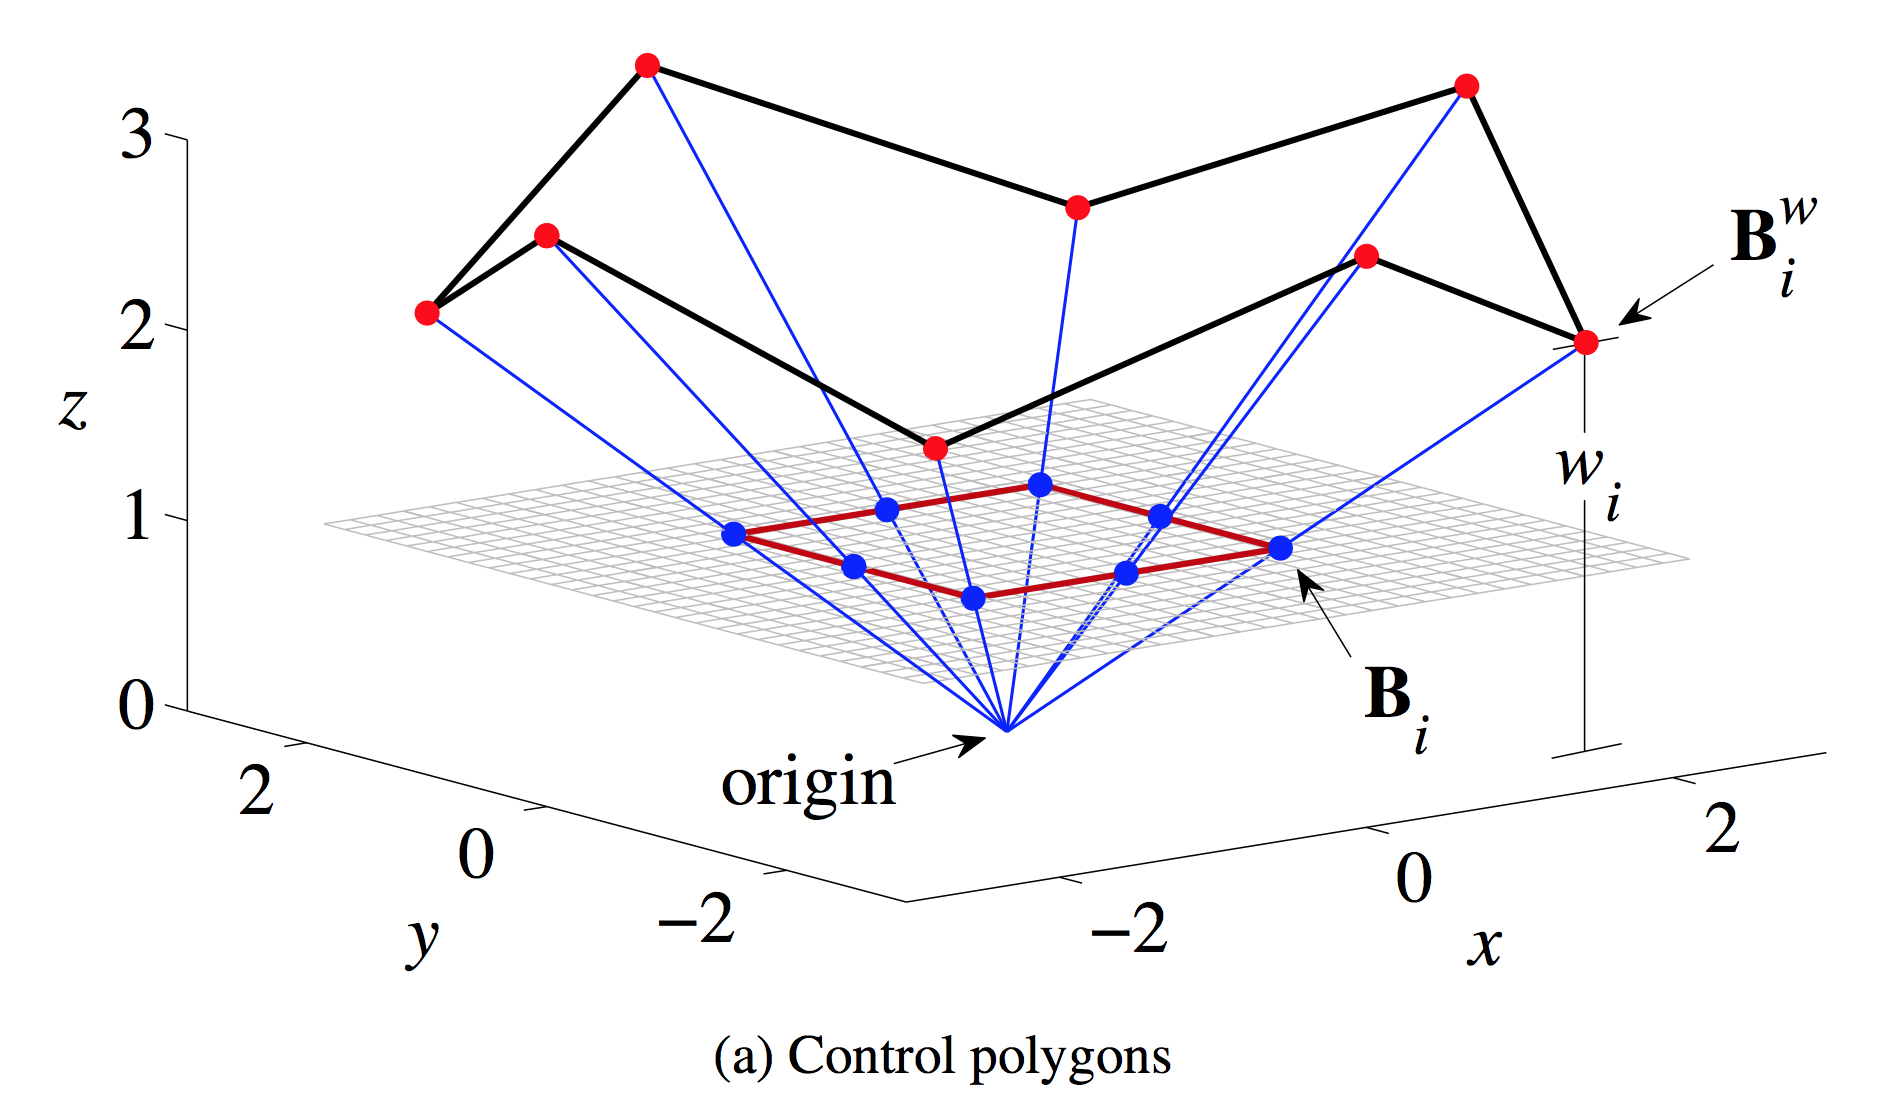 3
2
1
0
z
2
0
−2
y
−2
0
2
x
origin
B_i^w
w_i
B_i
(a) Control polygons